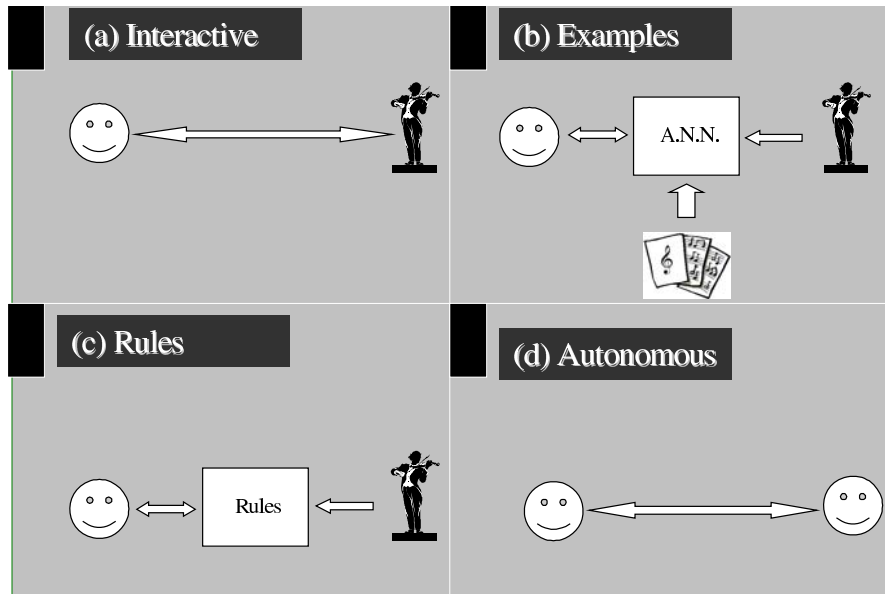 (a) Interactive
(b) Examples
A.N.N.
(c) Rules
Rules
(d) Autonomous